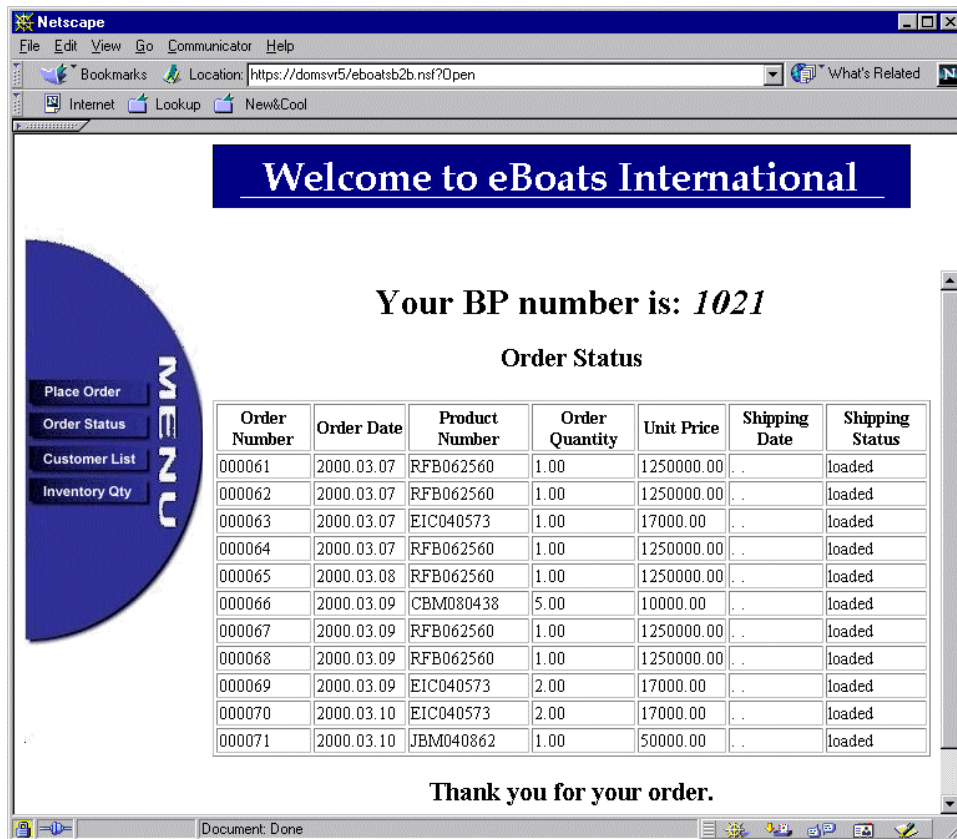 Netscape
File Edit View Go Communicator Help
Bookmarks Location: https://domsvr5/eboatsb2b.nsf?Open What's Related N
Internet Lookup New&Cool
Welcome to eBoats International
Your BP number is: 1021
Order Status
MENU
Place Order
Order Status
Customer List
Inventory Qty
Order Number Order Date Product Number Order Quantity Unit Price Shipping Date Shipping Status
000061 2000.03.07 RFB062560 1.00 1250000.00 . . loaded
000062 2000.03.07 RFB062560 1.00 1250000.00 . . loaded
000063 2000.03.07 EIC040573 1.00 17000.00 . . loaded
000064 2000.03.07 RFB062560 1.00 1250000.00 . . loaded
000065 2000.03.08 RFB062560 1.00 1250000.00 . . loaded
000066 2000.03.09 CBM080438 5.00 10000.00 . . loaded
000067 2000.03.09 RFB062560 1.00 1250000.00 . . loaded
000068 2000.03.09 RFB062560 1.00 1250000.00 . . loaded
000069 2000.03.09 EIC040573 2.00 17000.00 . . loaded
000070 2000.03.10 EIC040573 2.00 17000.00 . . loaded
000071 2000.03.10 JBM040862 1.00 50000.00 . . loaded
Thank you for your order.
Document: Done